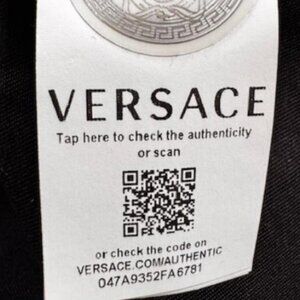 VERSACE
Tap here to check the authenticity
or scan
or check the code on
VERSACE.COM/AUTHENTIC
047A9352FA6781